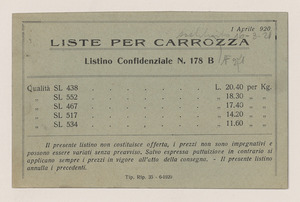 1 Aprile 920
LISTE PER CARROZZA
Listino Confidenziale N. 178 B
Qualità SL 438 . . . . . . . L. 20.40 per Kg.
„ SL 552 . . . . . . . „ 18.30 „ „
„ SL 467 . . . . . . . „ 17.40 „ „
„ SL 517 . . . . . . . „ 14.20 „ „
„ SL 534 . . . . . . . „ 11.60 „ „
Il presente listino non costituisce offerta, i prezzi non sono impegnativi e
possono essere variati senza preavviso. Salvo espressa pattuizione in contrario si
applicano sempre i prezzi in vigore all'atto della consegna. - Il presente listino
annulla i precedenti.
Tip. Rip. 35 -